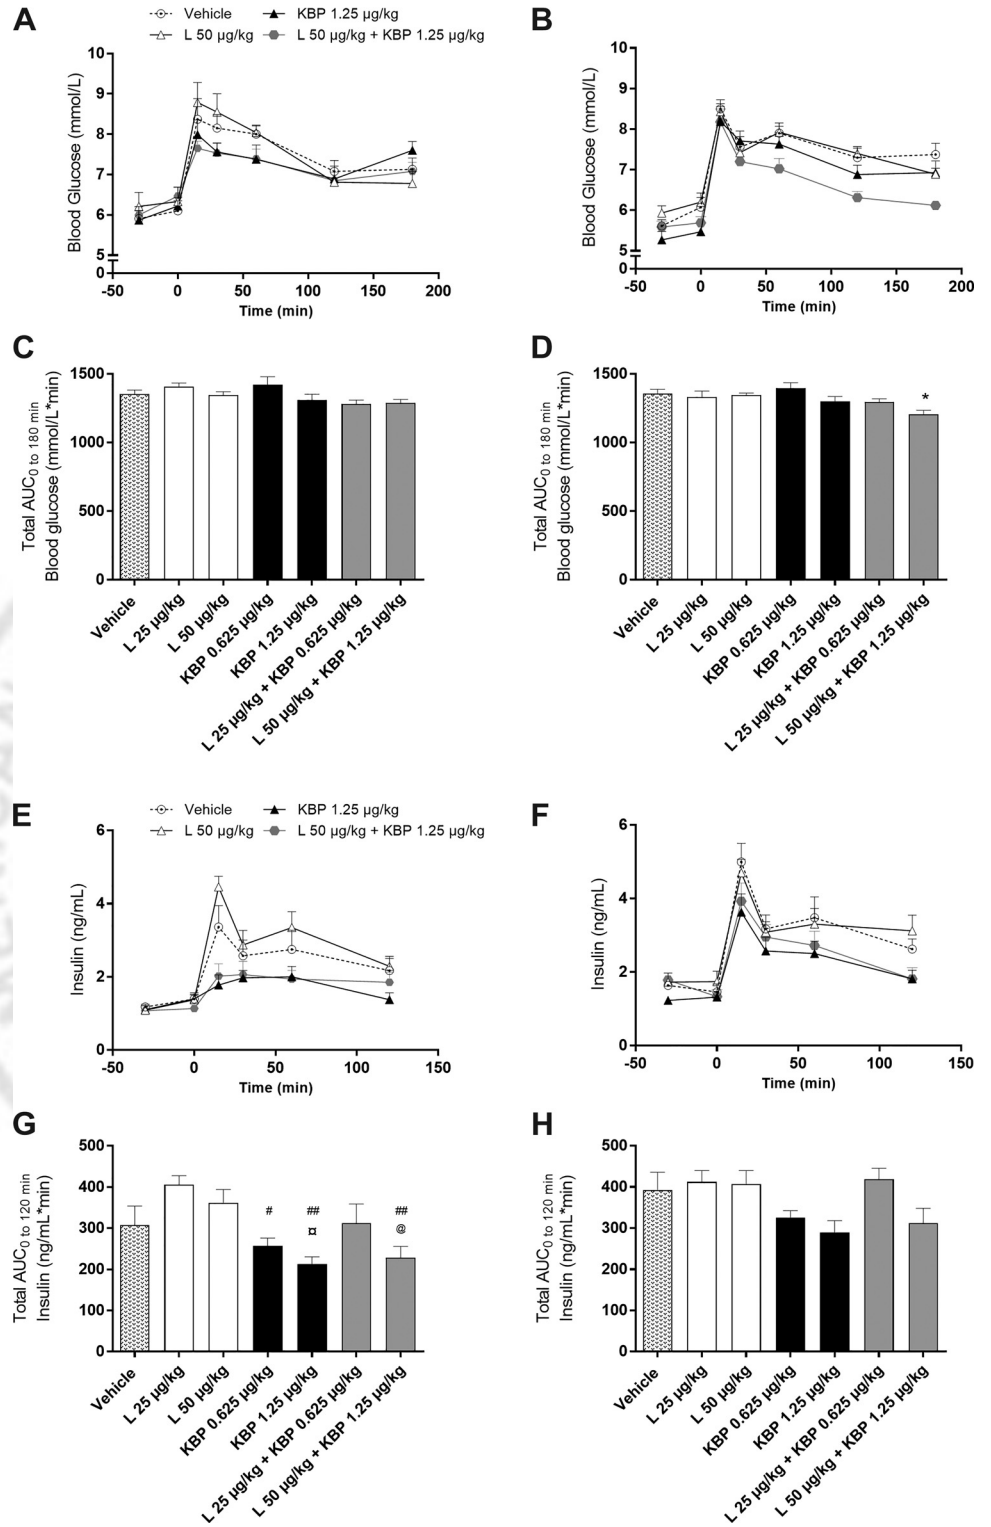 A
Vehicle
KBP 1.25 µg/kg
L 50 µg/kg
L 50 µg/kg + KBP 1.25 µg/kg
Blood Glucose (mmol/L)
10
9
8
7
6
5
0
-50 0 50 100 150 200
Time (min)
B
Blood Glucose (mmol/L)
10
9
8
7
6
5
0
-50 0 50 100 150 200
Time (min)
C
Total AUC0 to 180 min
Blood glucose (mmol/L*min)
1500
1000
500
0
Vehicle
L 25 µg/kg
L 50 µg/kg
KBP 0.625 µg/kg
KBP 1.25 µg/kg
L 25 µg/kg + KBP 0.625 µg/kg
L 50 µg/kg + KBP 1.25 µg/kg
D
Total AUC0 to 180 min
Blood glucose (mmol/L*min)
1500
1000
500
0
*
Vehicle
L 25 µg/kg
L 50 µg/kg
KBP 0.625 µg/kg
KBP 1.25 µg/kg
L 25 µg/kg + KBP 0.625 µg/kg
L 50 µg/kg + KBP 1.25 µg/kg
E
Vehicle
KBP 1.25 µg/kg
L 50 µg/kg
L 50 µg/kg + KBP 1.25 µg/kg
Insulin (ng/mL)
6
4
2
0
-50 0 50 100 150
Time (min)
F
Insulin (ng/mL)
6
4
2
0
-50 0 50 100 150
Time (min)
G
Total AUC0 to 120 min
Insulin (ng/mL*min)
500
400
300
200
100
0
# ## ##
¤ @
Vehicle
L 25 µg/kg
L 50 µg/kg
KBP 0.625 µg/kg
KBP 1.25 µg/kg
L 25 µg/kg + KBP 0.625 µg/kg
L 50 µg/kg + KBP 1.25 µg/kg
H
Total AUC0 to 120 min
Insulin (ng/mL*min)
500
400
300
200
100
0
Vehicle
L 25 µg/kg
L 50 µg/kg
KBP 0.625 µg/kg
KBP 1.25 µg/kg
L 25 µg/kg + KBP 0.625 µg/kg
L 50 µg/kg + KBP 1.25 µg/kg